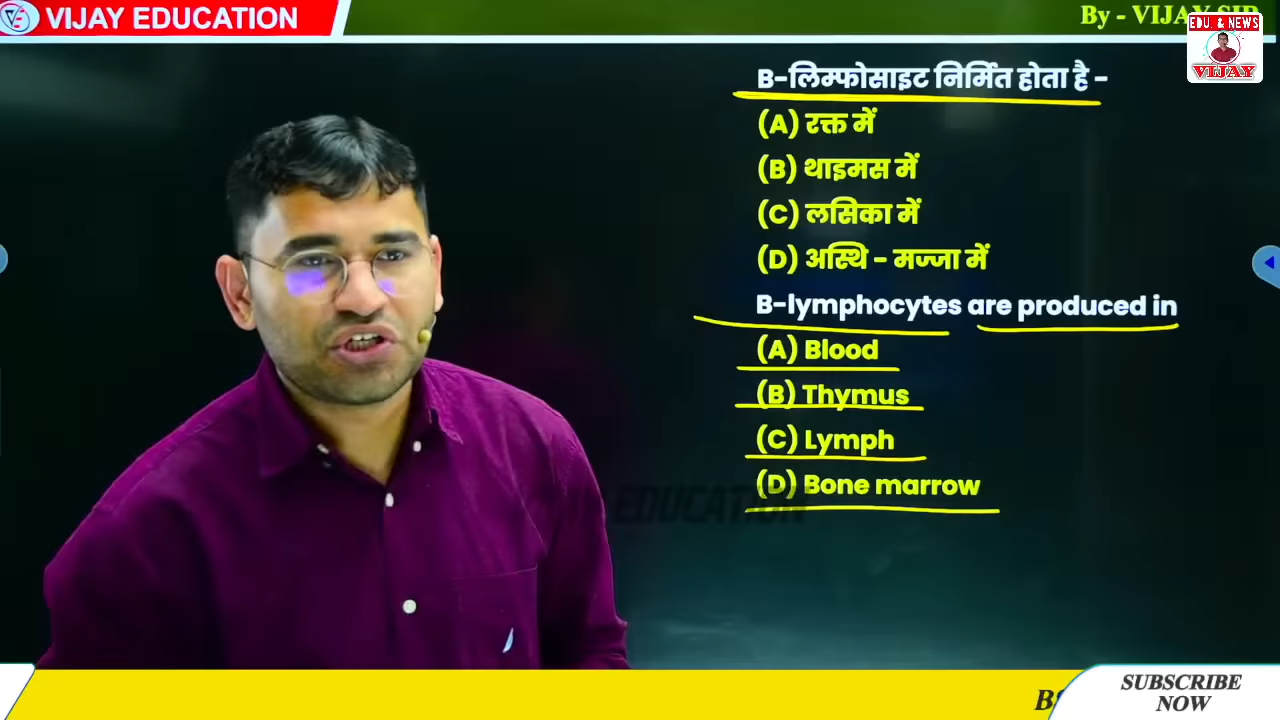 VIJAY EDUCATION
By - VIJAY SIR
EDU. & NEWS
VIJAY
B-लिम्फोसाइट निर्मित होता है -
(A) रक्त में
(B) थाइमस में
(C) लसिका में
(D) अस्थि - मज्जा में
B-lymphocytes are produced in
(A) Blood
(B) Thymus
(C) Lymph
(D) Bone marrow
EDUCATION
SUBSCRIBE
NOW